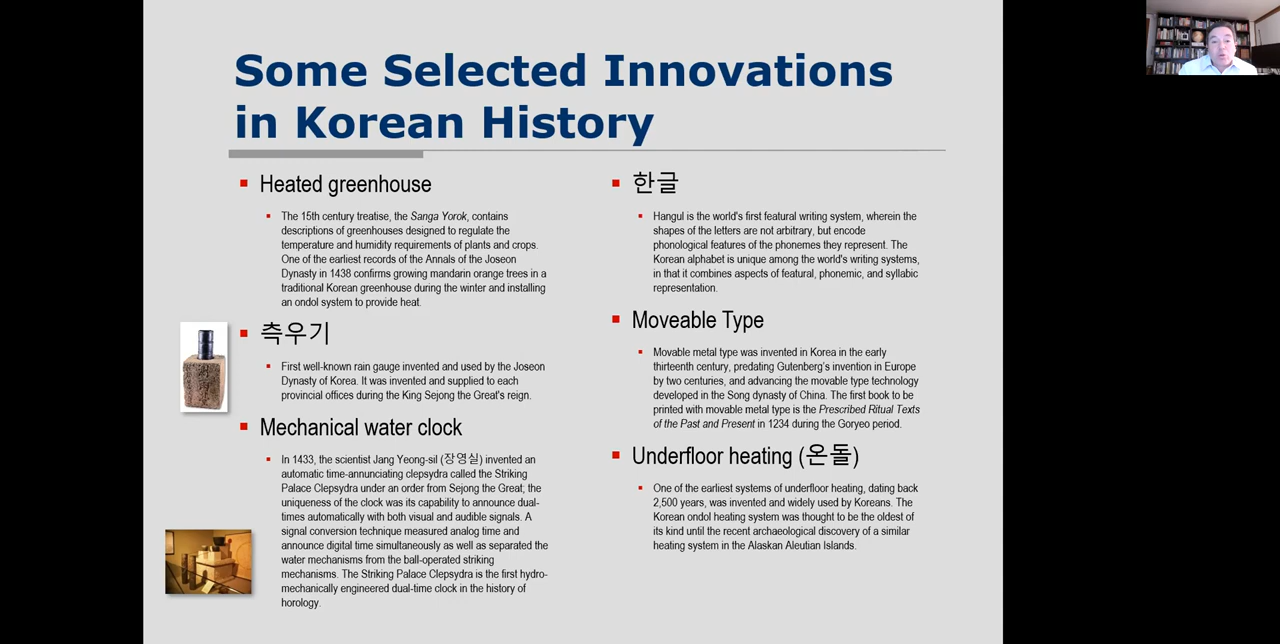 Some Selected Innovations
in Korean History
Heated greenhouse
The 15th century treatise, the Sanga Yorok, contains
descriptions of greenhouses designed to regulate the
temperature and humidity requirements of plants and crops.
One of the earliest records of the Annals of the Joseon
Dynasty in 1438 confirms growing mandarin orange trees in a
traditional Korean greenhouse during the winter and installing
an ondol system to provide heat.
측우기
First well-known rain gauge invented and used by the Joseon
Dynasty of Korea. It was invented and supplied to each
provincial offices during the King Sejong the Great's reign.
Mechanical water clock
In 1433, the scientist Jang Yeong-sil (장영실) invented an
automatic time-annunciating clepsydra called the Striking
Palace Clepsydra under an order from Sejong the Great; the
uniqueness of the clock was its capability to announce dual-
times automatically with both visual and audible signals. A
signal conversion technique measured analog time and
announce digital time simultaneously as well as separated the
water mechanisms from the ball-operated striking
mechanisms. The Striking Palace Clepsydra is the first hydro-
mechanically engineered dual-time clock in the history of
horology.
한글
Hangul is the world's first featural writing system, wherein the
shapes of the letters are not arbitrary, but encode
phonological features of the phonemes they represent. The
Korean alphabet is unique among the world's writing systems,
in that it combines aspects of featural, phonemic, and syllabic
representation.
Moveable Type
Movable metal type was invented in Korea in the early
thirteenth century, predating Gutenberg's invention in Europe
by two centuries, and advancing the movable type technology
developed in the Song dynasty of China. The first book to be
printed with movable metal type is the Prescribed Ritual Texts
of the Past and Present in 1234 during the Goryeo period.
Underfloor heating (온돌)
One of the earliest systems of underfloor heating, dating back
2,500 years, was invented and widely used by Koreans. The
Korean ondol heating system was thought to be the oldest of
its kind until the recent archaeological discovery of a similar
heating system in the Alaskan Aleutian Islands.